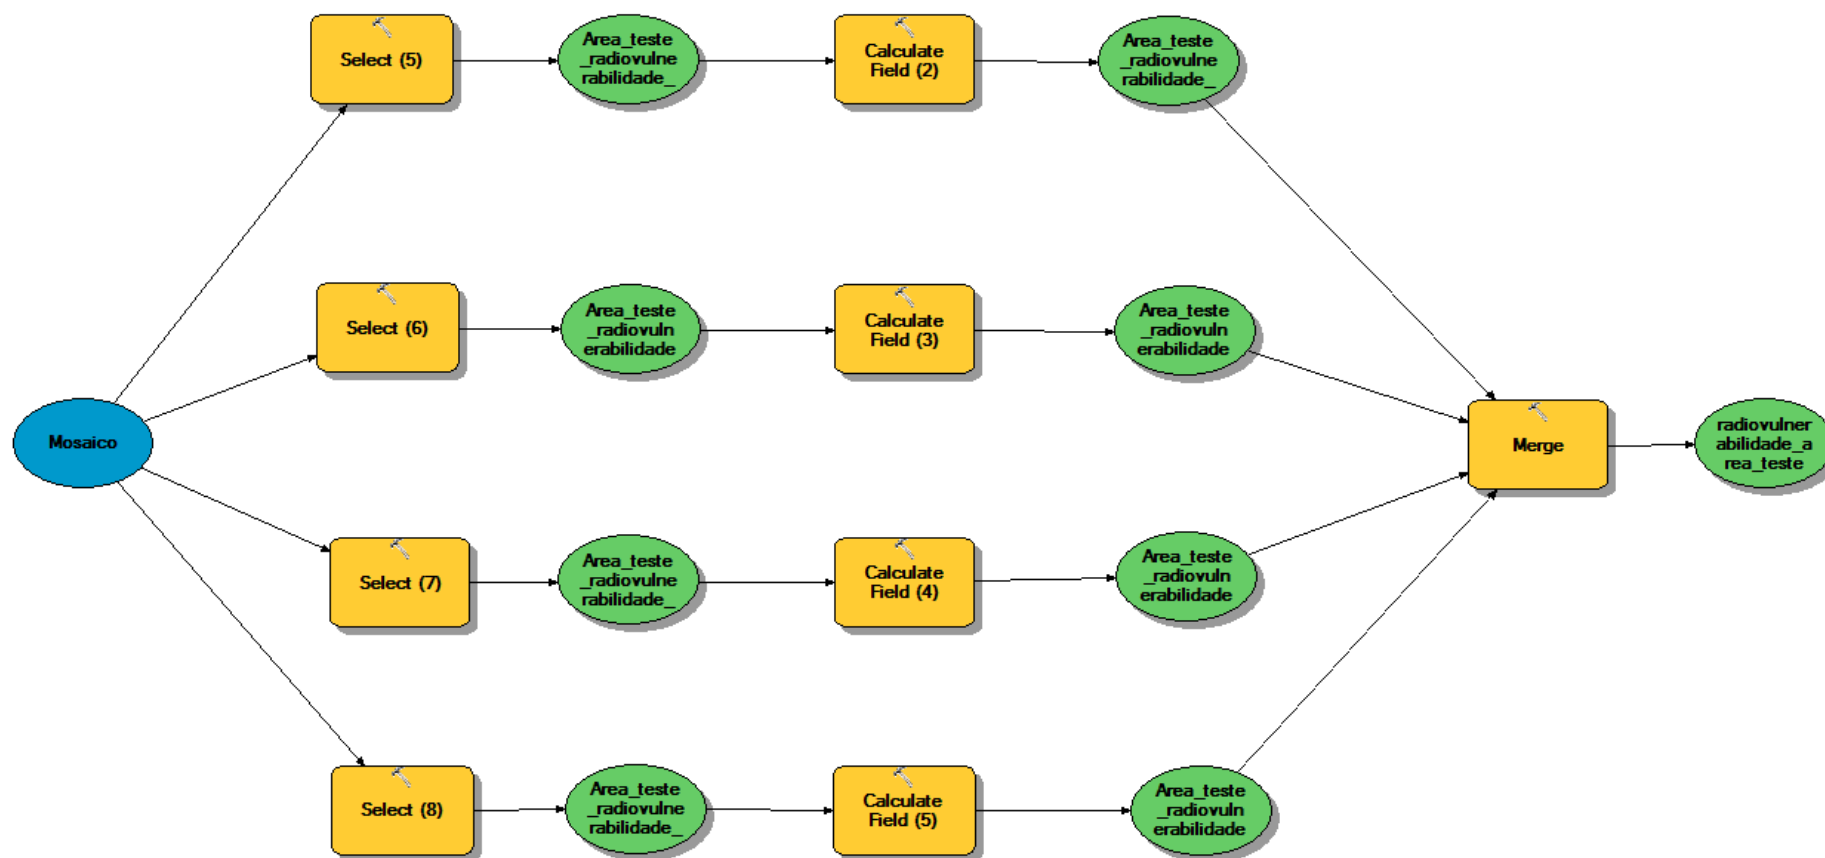 Select (5)
Area_teste
_radiovulne
rabilidade_
Calculate
Field (2)
Area_teste
_radiovulne
rabilidade_
Select (6)
Area_teste
_radiovuln
erabilidade
Calculate
Field (3)
Area_teste
_radiovuln
erabilidade
Mosaico
Merge
radiovulner
abilidade_a
rea_teste
Select (7)
Area_teste
_radiovulne
rabilidade_
Calculate
Field (4)
Area_teste
_radiovuln
erabilidade
Select (8)
Area_teste
_radiovulne
rabilidade_
Calculate
Field (5)
Area_teste
_radiovuln
erabilidade